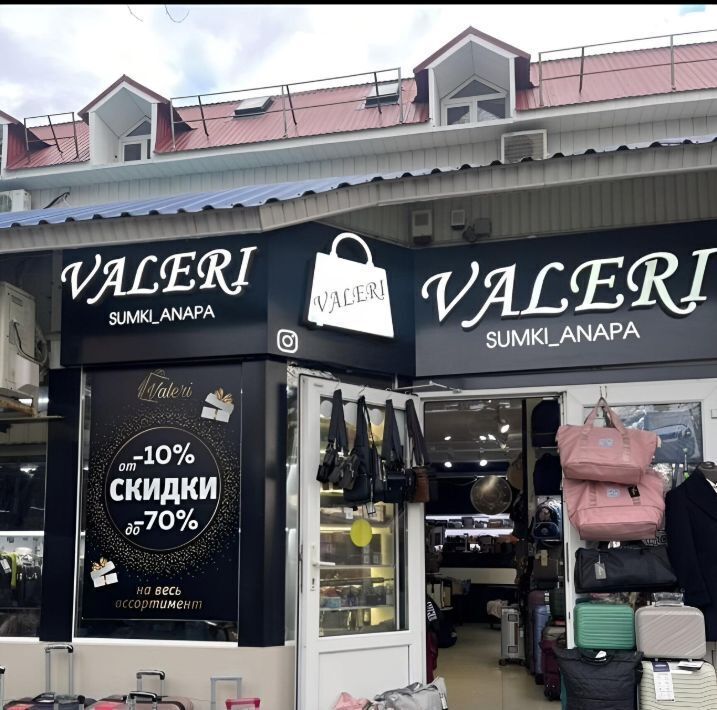 VALERI
SUMKI_ANAPA
VALERI
VALERI
SUMKI_ANAPA
Valeri
от -10%
СКИДКИ
до -70%
на весь
ассортимент